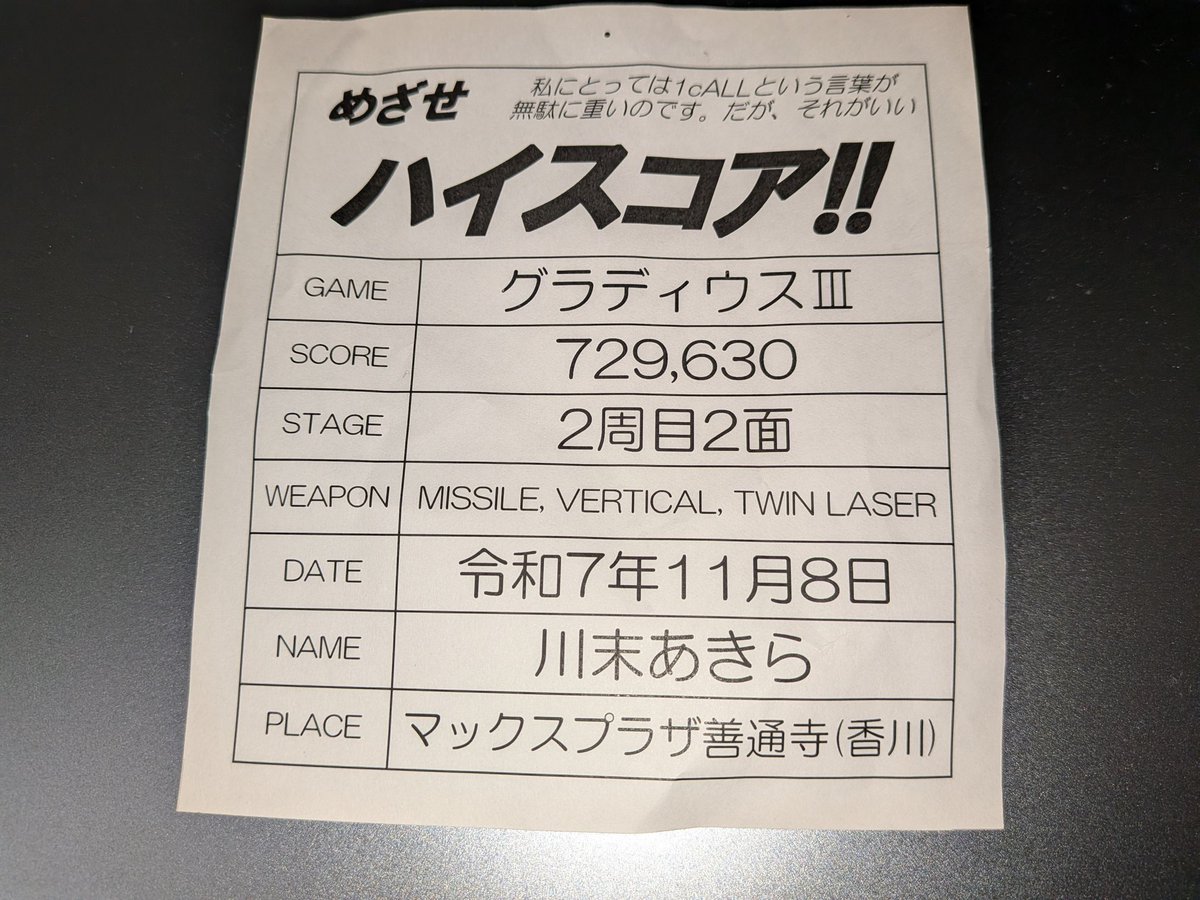 めざせ
私にとっては1cALLという言葉が
無駄に重いのです。だが、それがいい
ハイスコア!!
GAME グラディウスⅢ
SCORE 729,630
STAGE 2周目2面
WEAPON MISSILE, VERTICAL, TWIN LASER
DATE 令和7年11月8日
NAME 川末あきら
PLACE マックスプラザ善通寺(香川)